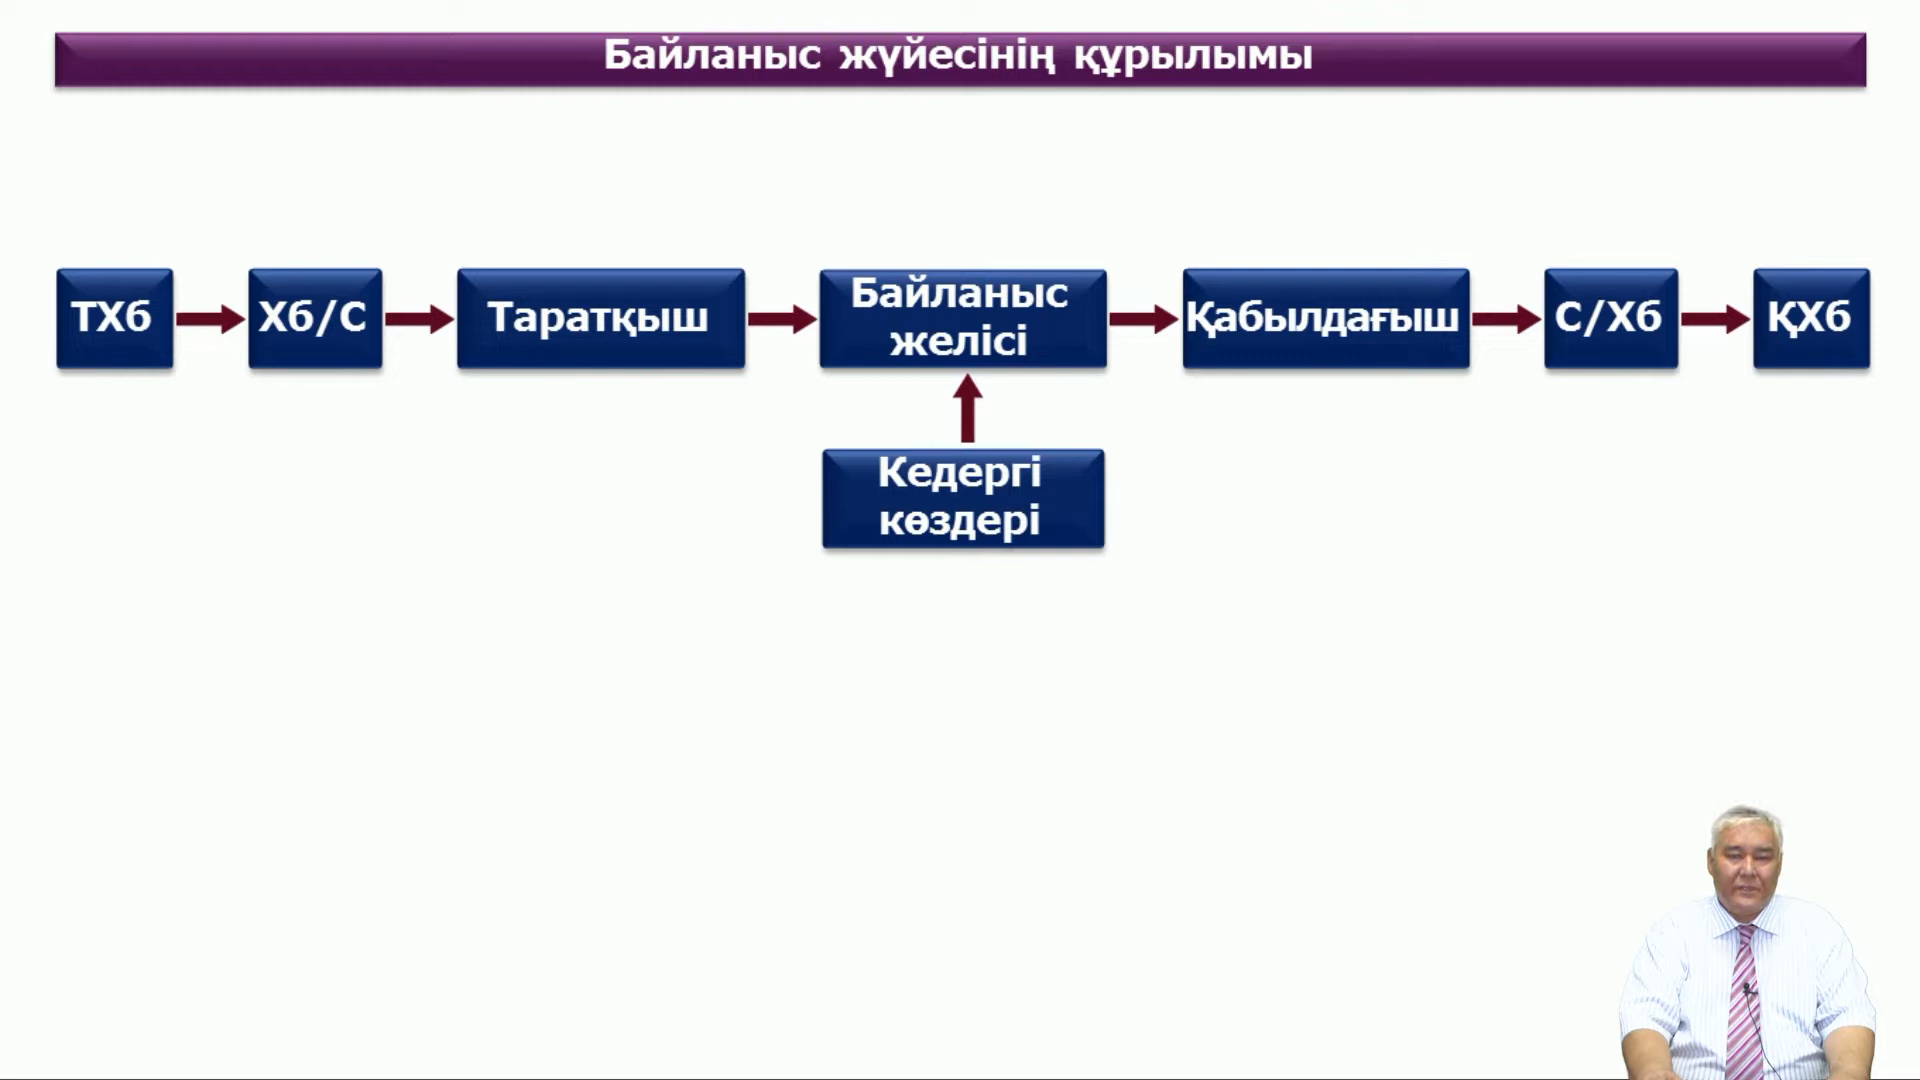 Байланыс жүйесінің құрылымы
ТХб
Хб/С
Таратқыш
Байланыс
желісі
Қабылдағыш
С/Хб
ҚХб
Кедергі
көздері